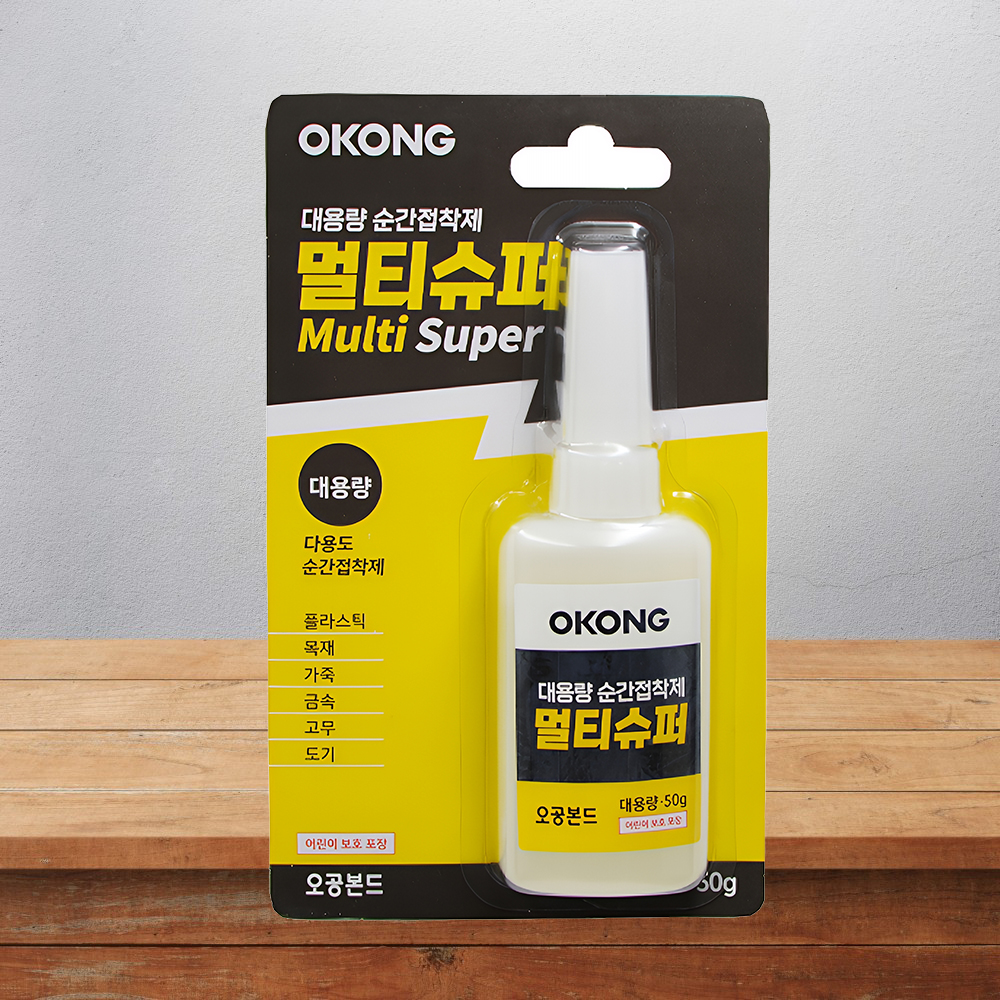 OKONG
대용량 순간접착제
멀티슈퍼
Multi Super
대용량
다용도
순간접착제
플라스틱
목재
가죽
금속
고무
도기
어린이 보호 포장
오공본드
50g
OKONG
대용량 순간접착제
멀티슈퍼
오공본드
대용량·50g
어린이 보호 포장